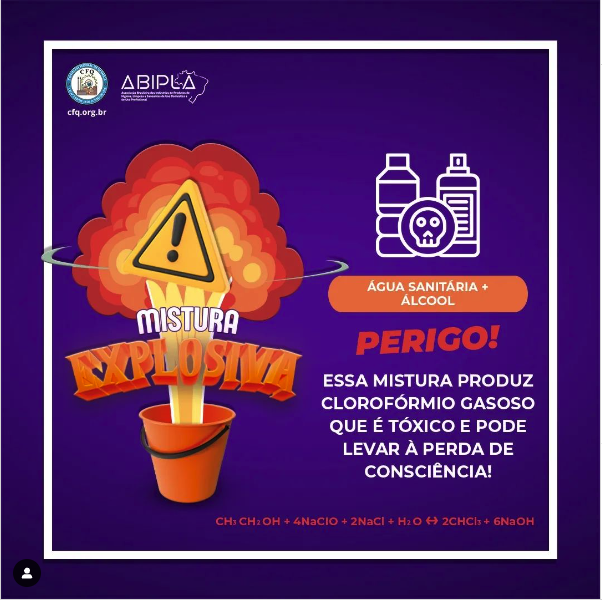 CFQ
ABIPLA
cfq.org.br
MISTURA
EXPLOSIVA
ÁGUA SANITÁRIA +
ÁLCOOL
PERIGO!
ESSA MISTURA PRODUZ
CLOROFÓRMIO GASOSO
QUE É TÓXICO E PODE
LEVAR À PERDA DE
CONSCIÊNCIA!
CH₃ CH₂ OH + 4NaClO + 2NaCl + H₂ O ↔ 2CHCl₃ + 6NaOH